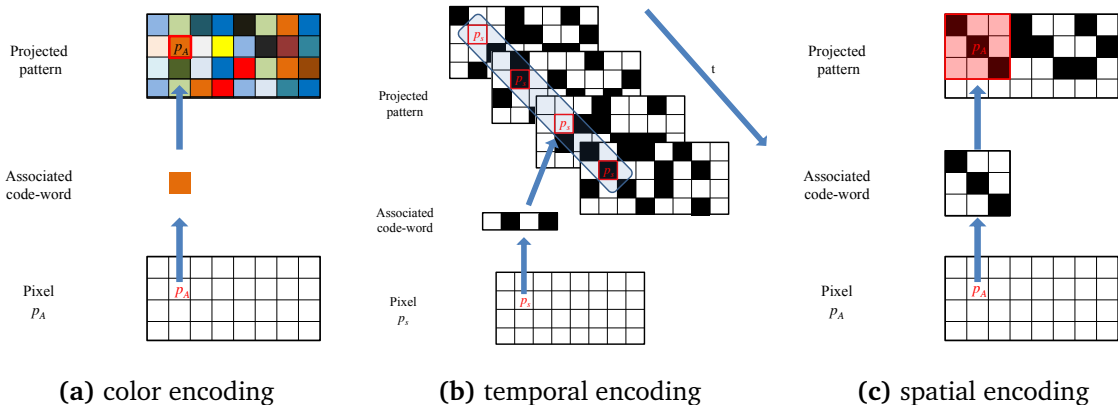 Projected
pattern
p_A
Associated
code-word
Pixel
p_A
p_A
(a) color encoding
Projected
pattern
p_s
p_s
p_s
p_s
t
Associated
code-word
Pixel
p_s
p_s
(b) temporal encoding
Projected
pattern
p_A
Associated
code-word
Pixel
p_A
p_A
(c) spatial encoding